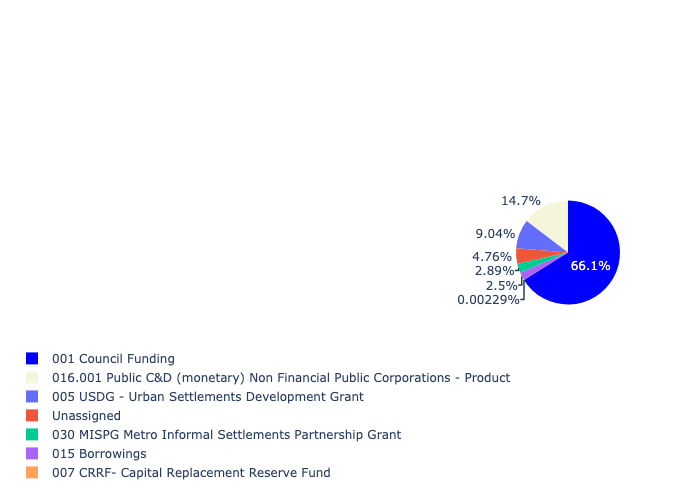 14.7%
9.04%
4.76%
66.1%
2.89%
2.5%
0.00229%
001 Council Funding
016.001 Public C&D (monetary) Non Financial Public Corporations - Product
005 USDG - Urban Settlements Development Grant
Unassigned
030 MISPG Metro Informal Settlements Partnership Grant
015 Borrowings
007 CRRF- Capital Replacement Reserve Fund